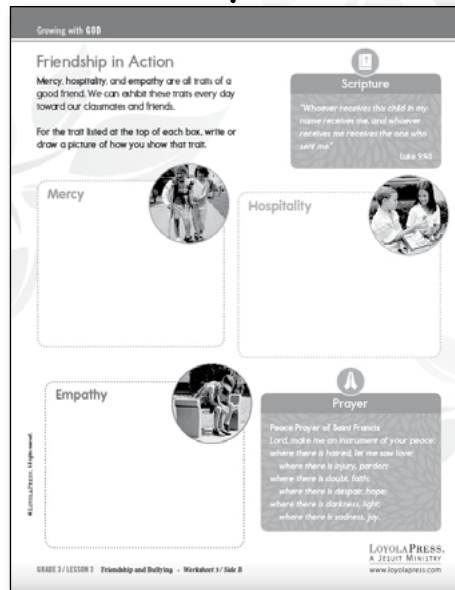 Growing with GOD
Friendship in Action
Mercy, hospitality, and empathy are all traits of a
good friend. We can exhibit these traits every day
toward our classmates and friends.
For the trait listed at the top of each box, write or
draw a picture of how you show that trait.
Scripture
"Whoever receives this child in my
name receives me, and whoever
receives me receives the one who
sent me."
Luke 9:48
Mercy
Hospitality
Empathy
Prayer
Peace Prayer of Saint Francis
Lord, make me an instrument of your peace:
where there is hatred, let me sow love;
where there is injury, pardon;
where there is doubt, faith;
where there is despair, hope;
where there is darkness, light;
where there is sadness, joy.
© LOYOLA PRESS. All rights reserved.
GRADE 3 / LESSON 3 Friendship and Bullying • Worksheet 3 / Side B
LOYOLA PRESS.
A JESUIT MINISTRY
www.loyolapress.com